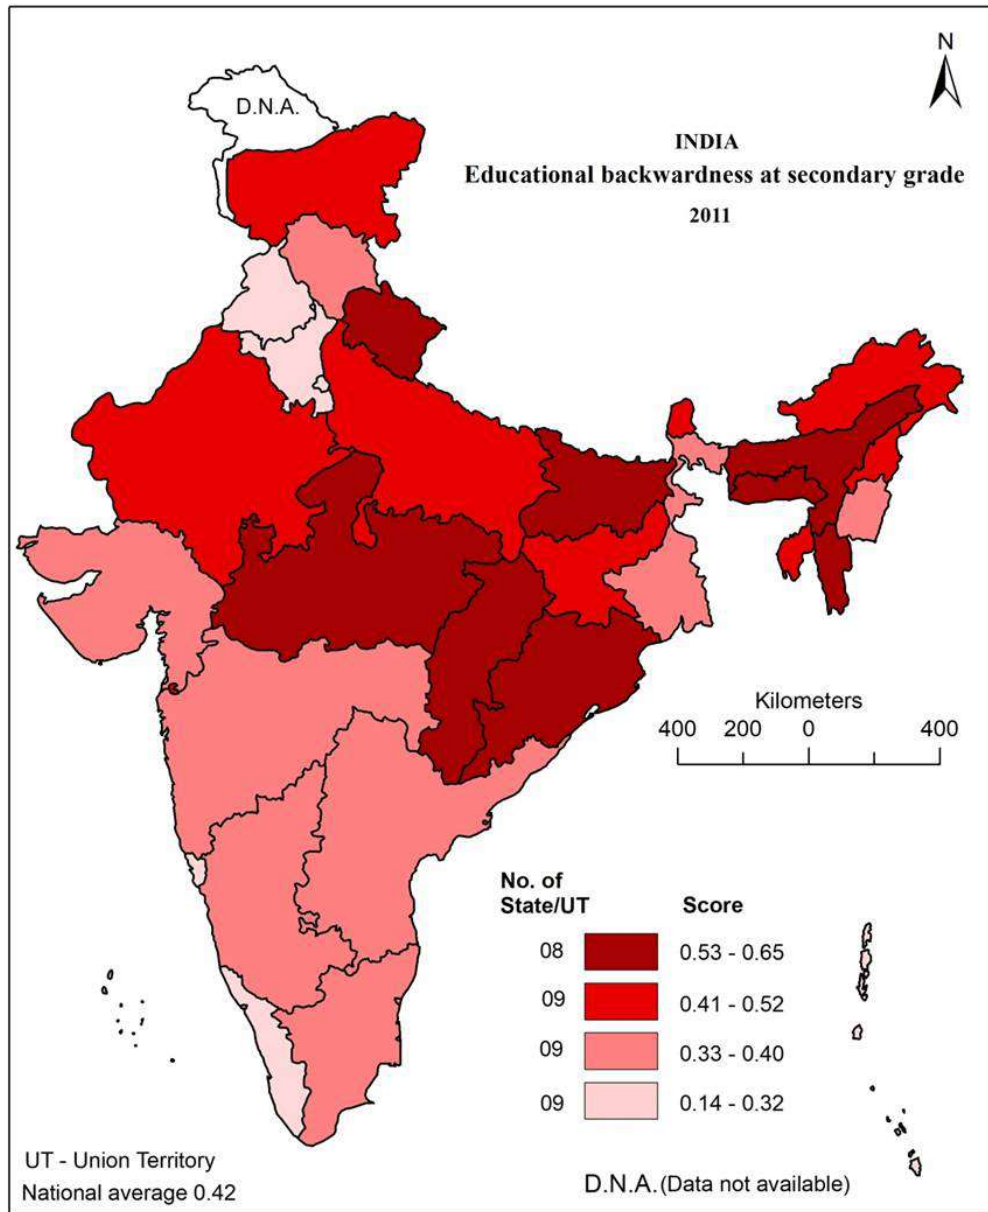 N
D.N.A.
INDIA
Educational backwardness at secondary grade
2011
Kilometers
400 200 0 400
No. of
State/UT Score
08 0.53 - 0.65
09 0.41 - 0.52
09 0.33 - 0.40
09 0.14 - 0.32
UT - Union Territory
National average 0.42
D.N.A. (Data not available)